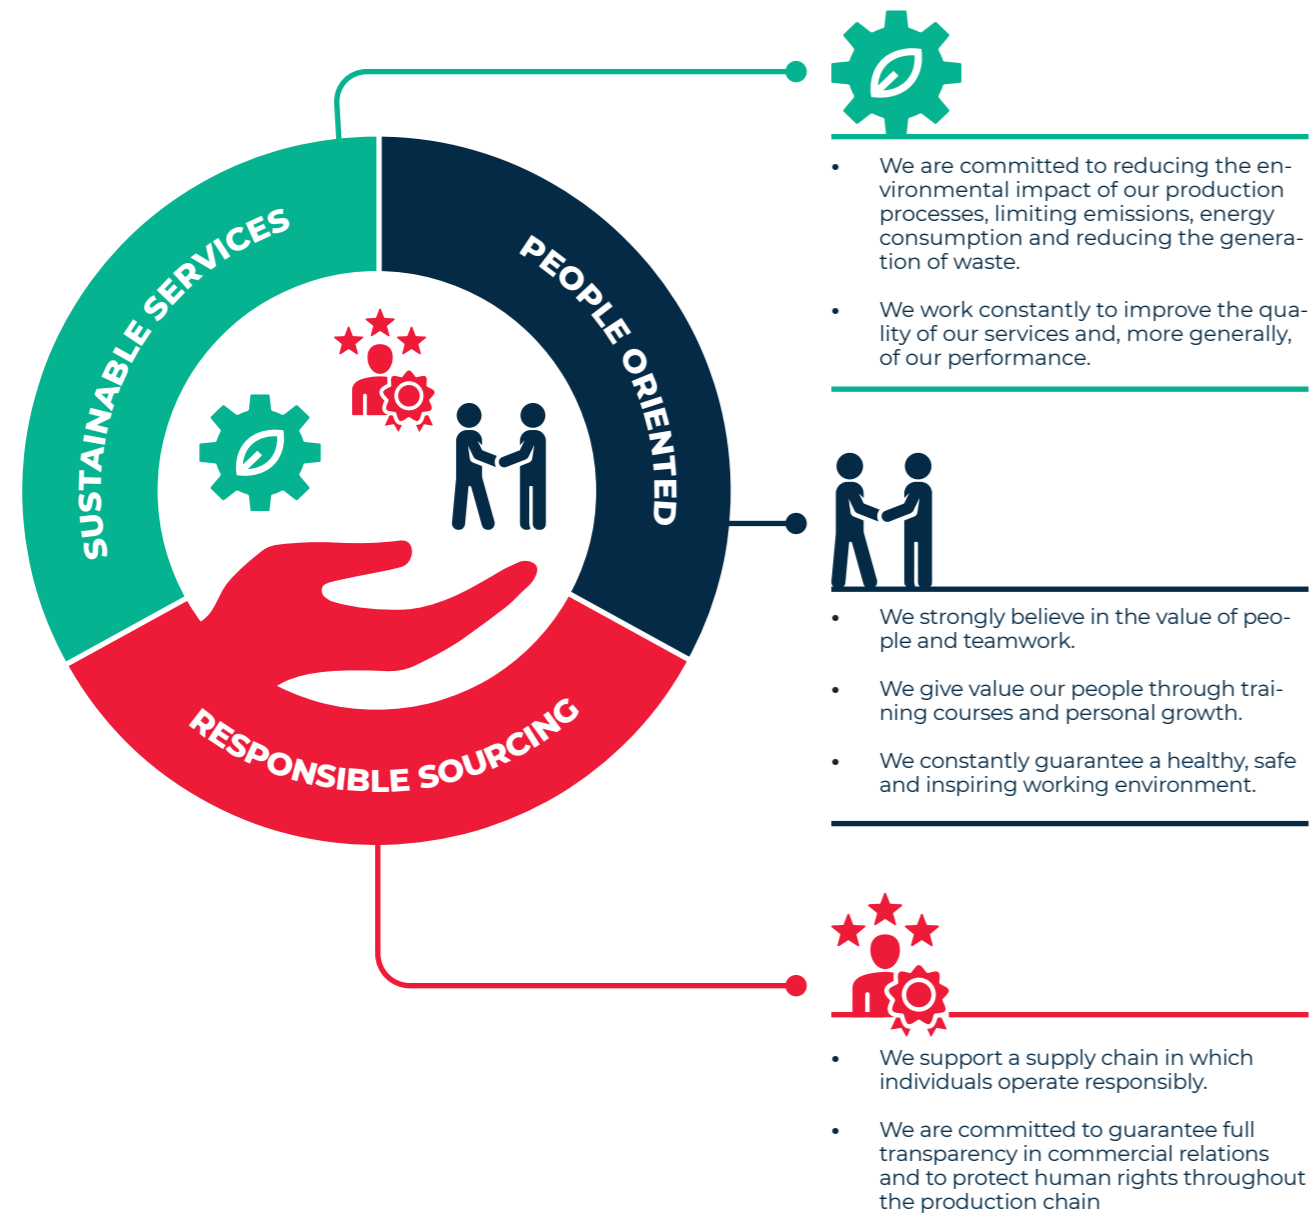 SUSTAINABLE SERVICES
PEOPLE ORIENTED
RESPONSIBLE SOURCING
• We are committed to reducing the en-
vironmental impact of our production
processes, limiting emissions, energy
consumption and reducing the genera-
tion of waste.
• We work constantly to improve the qua-
lity of our services and, more generally,
of our performance.
• We strongly believe in the value of peo-
ple and teamwork.
• We give value our people through trai-
ning courses and personal growth.
• We constantly guarantee a healthy, safe
and inspiring working environment.
• We support a supply chain in which
individuals operate responsibly.
• We are committed to guarantee full
transparency in commercial relations
and to protect human rights throughout
the production chain